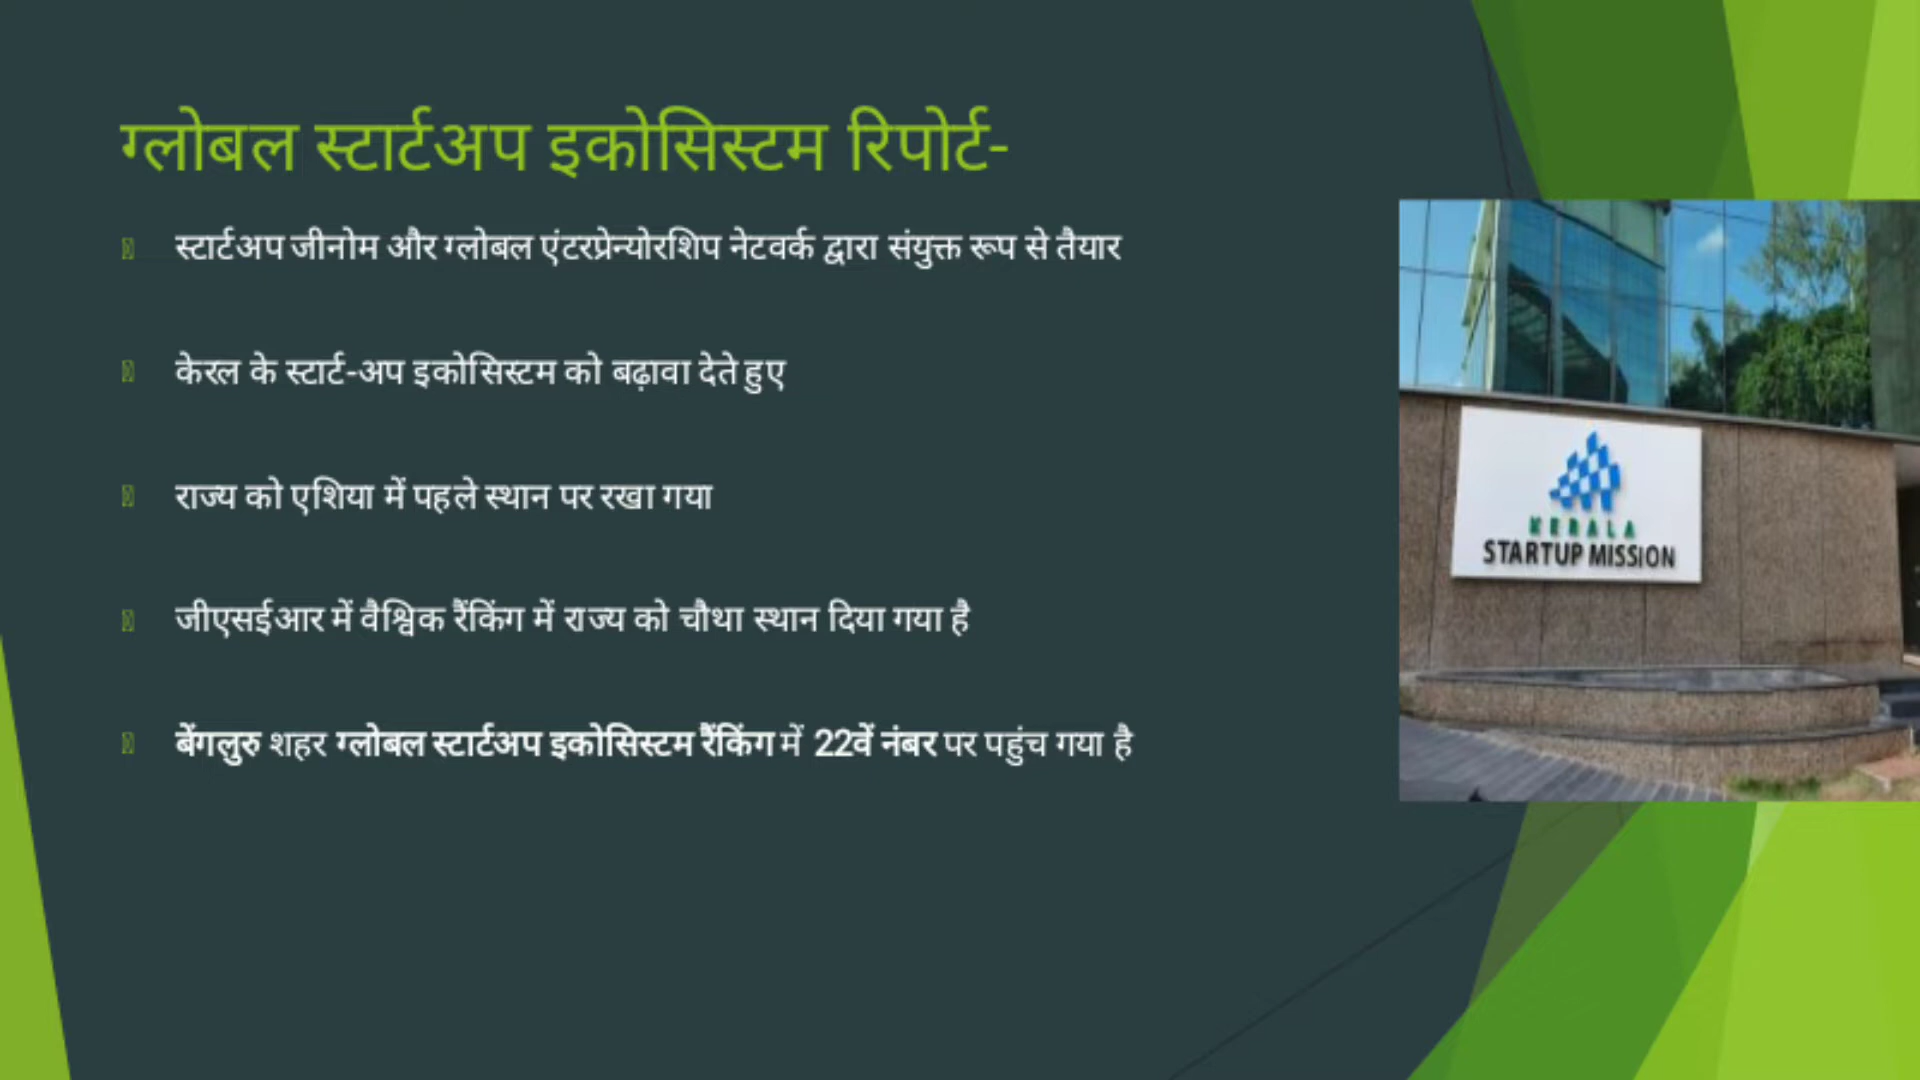 ग्लोबल स्टार्टअप इकोसिस्टम रिपोर्ट-
स्टार्टअप जीनोम और ग्लोबल एंटरप्रेन्योरशिप नेटवर्क द्वारा संयुक्त रूप से तैयार
केरल के स्टार्ट-अप इकोसिस्टम को बढ़ावा देते हुए
राज्य को एशिया में पहले स्थान पर रखा गया
जीएसईआर में वैश्विक रैंकिंग में राज्य को चौथा स्थान दिया गया है
बेंगलुरु शहर ग्लोबल स्टार्टअप इकोसिस्टम रैंकिंग में 22वें नंबर पर पहुंच गया है
KERALA
STARTUP MISSION